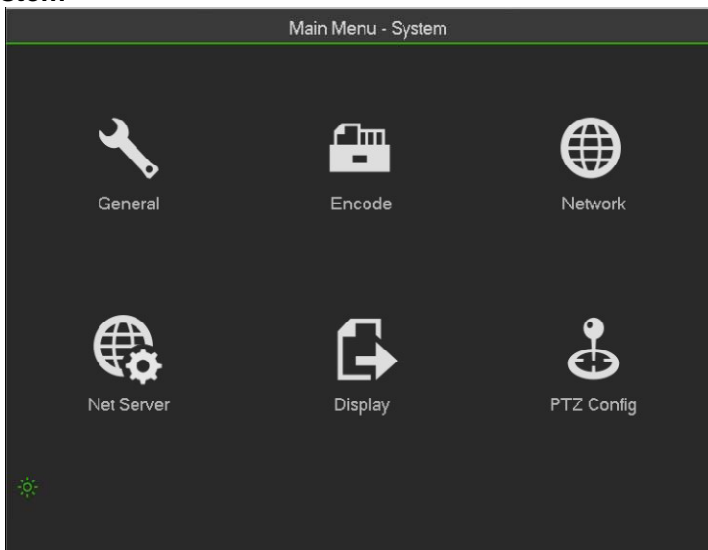 Main Menu - System
General
Encode
Network
Net Server
Display
PTZ Config